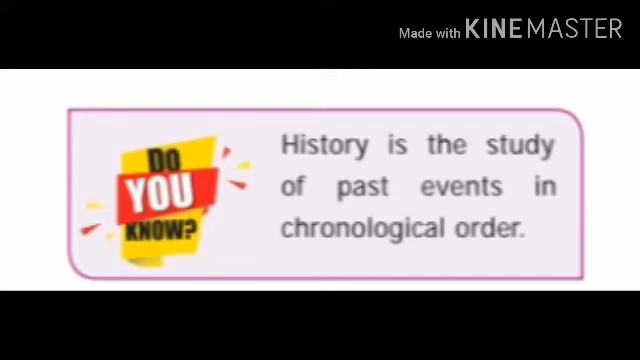 Made with KINEMASTER
DO
YOU
KNOW?
History is the study
of past events in
chronological order.